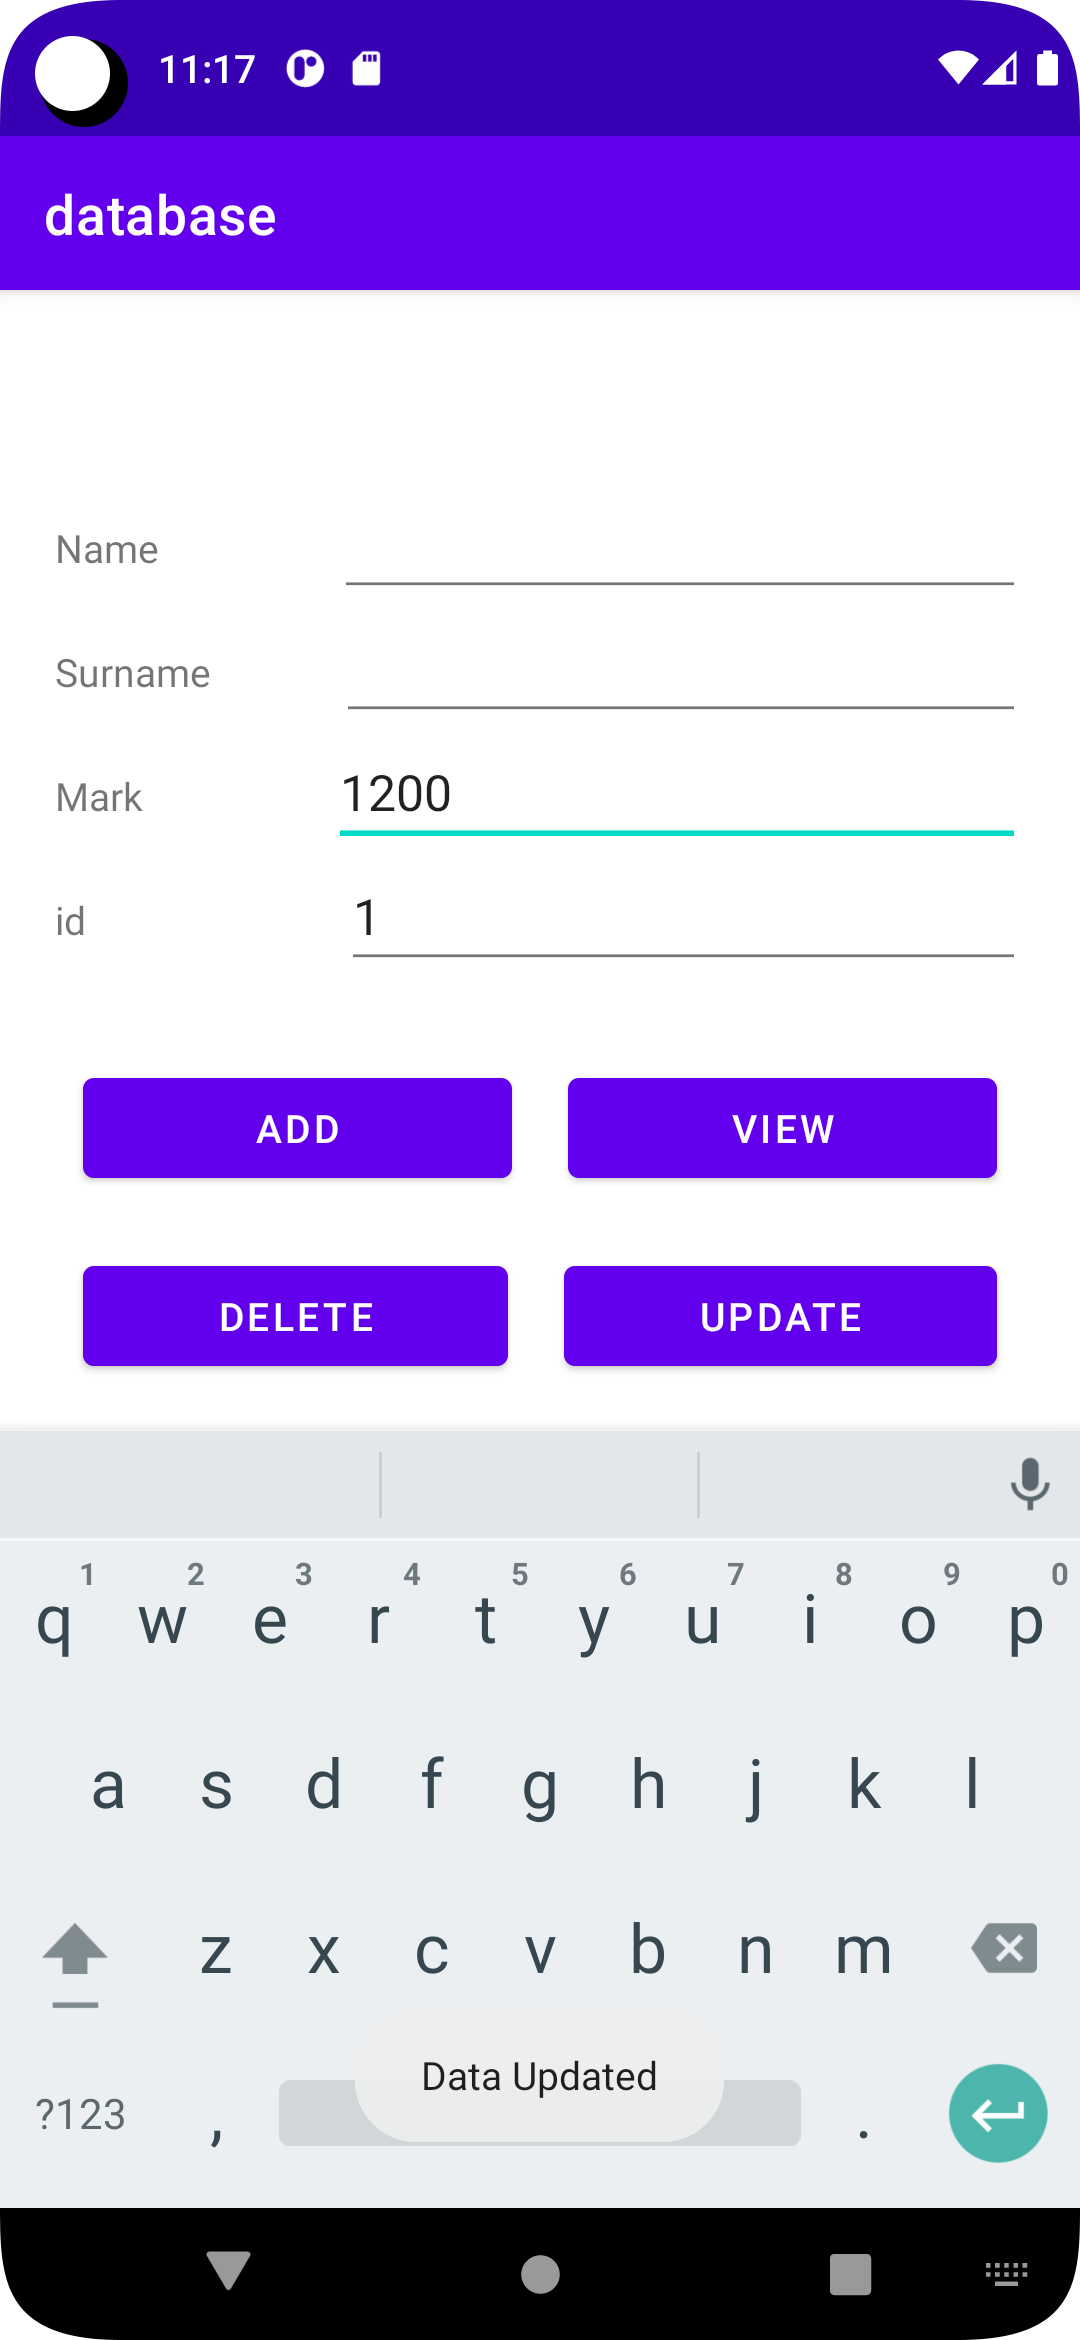 11:17
database
Name
Surname
Mark 1200
id 1
ADD VIEW
DELETE UPDATE
1 2 3 4 5 6 7 8 9 0
q w e r t y u i o p
a s d f g h j k l
z x c v b n m
Data Updated
?123 , .